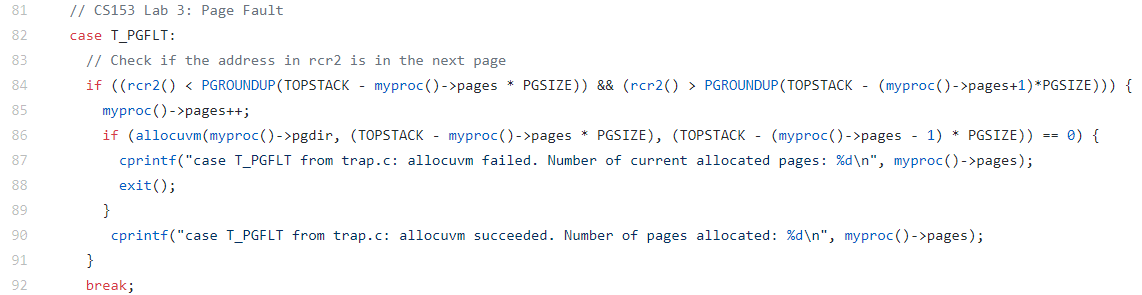 81 // CS153 Lab 3: Page Fault
82 case T_PGFLT:
83 // Check if the address in rcr2 is in the next page
84 if ((rcr2() < PGROUNDUP(TOPSTACK - myproc()->pages * PGSIZE)) && (rcr2() > PGROUNDUP(TOPSTACK - (myproc()->pages+1)*PGSIZE))) {
85 myproc()->pages++;
86 if (allocuvm(myproc()->pgdir, (TOPSTACK - myproc()->pages * PGSIZE), (TOPSTACK - (myproc()->pages - 1) * PGSIZE)) == 0) {
87 cprintf("case T_PGFLT from trap.c: allocuvm failed. Number of current allocated pages: %d\n", myproc()->pages);
88 exit();
89 }
90 cprintf("case T_PGFLT from trap.c: allocuvm succeeded. Number of pages allocated: %d\n", myproc()->pages);
91 }
92 break;